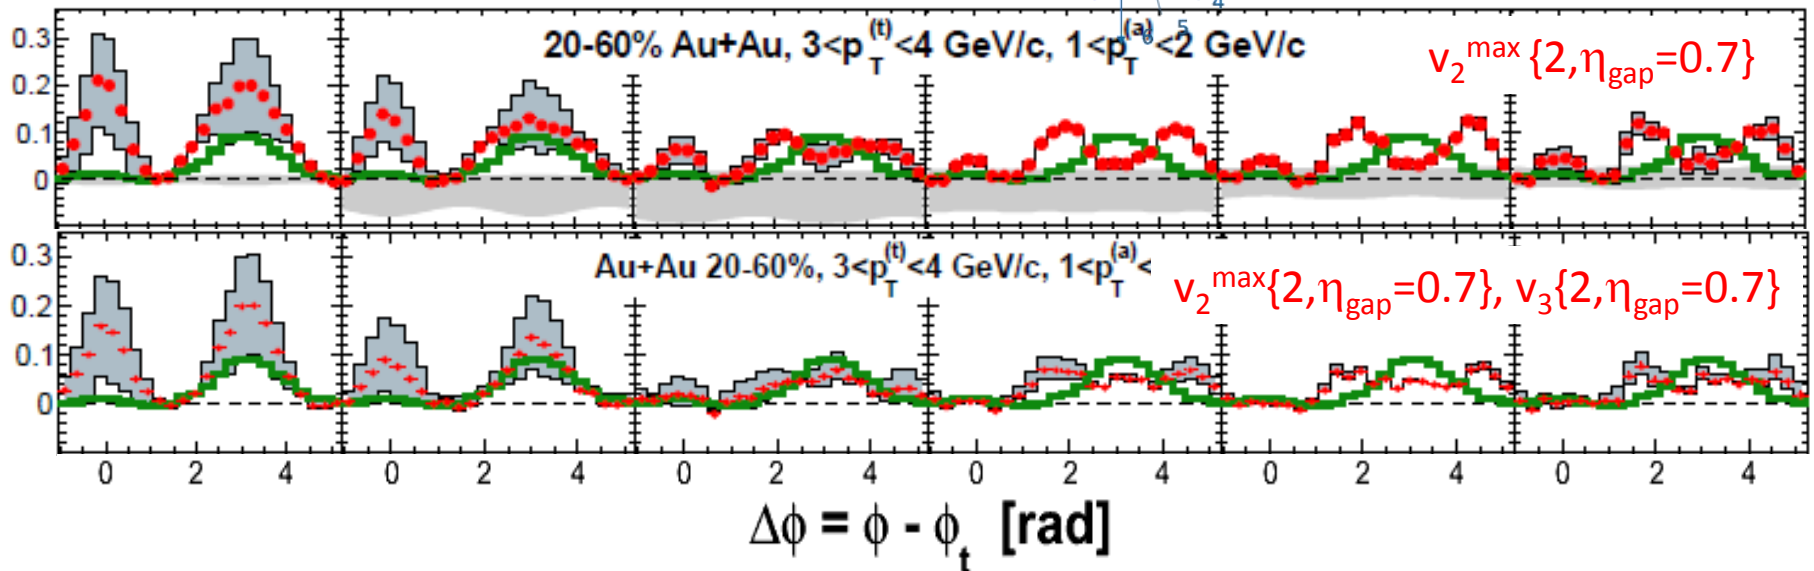 4
5
6
0.3
0.2
0.1
0
20-60% Au+Au, 3<p_T^(t)<4 GeV/c, 1<p_T^(a)<2 GeV/c
v₂^max {2,η_gap=0.7}
0.3
0.2
0.1
0
Au+Au 20-60%, 3<p_T^(t)<4 GeV/c, 1<p_T^(a)<
v₂^max{2,η_gap=0.7}, v₃{2,η_gap=0.7}
0 2 4 0 2 4 0 2 4 0 2 4 0 2 4 0 2 4
Δϕ = ϕ - ϕ_t [rad]